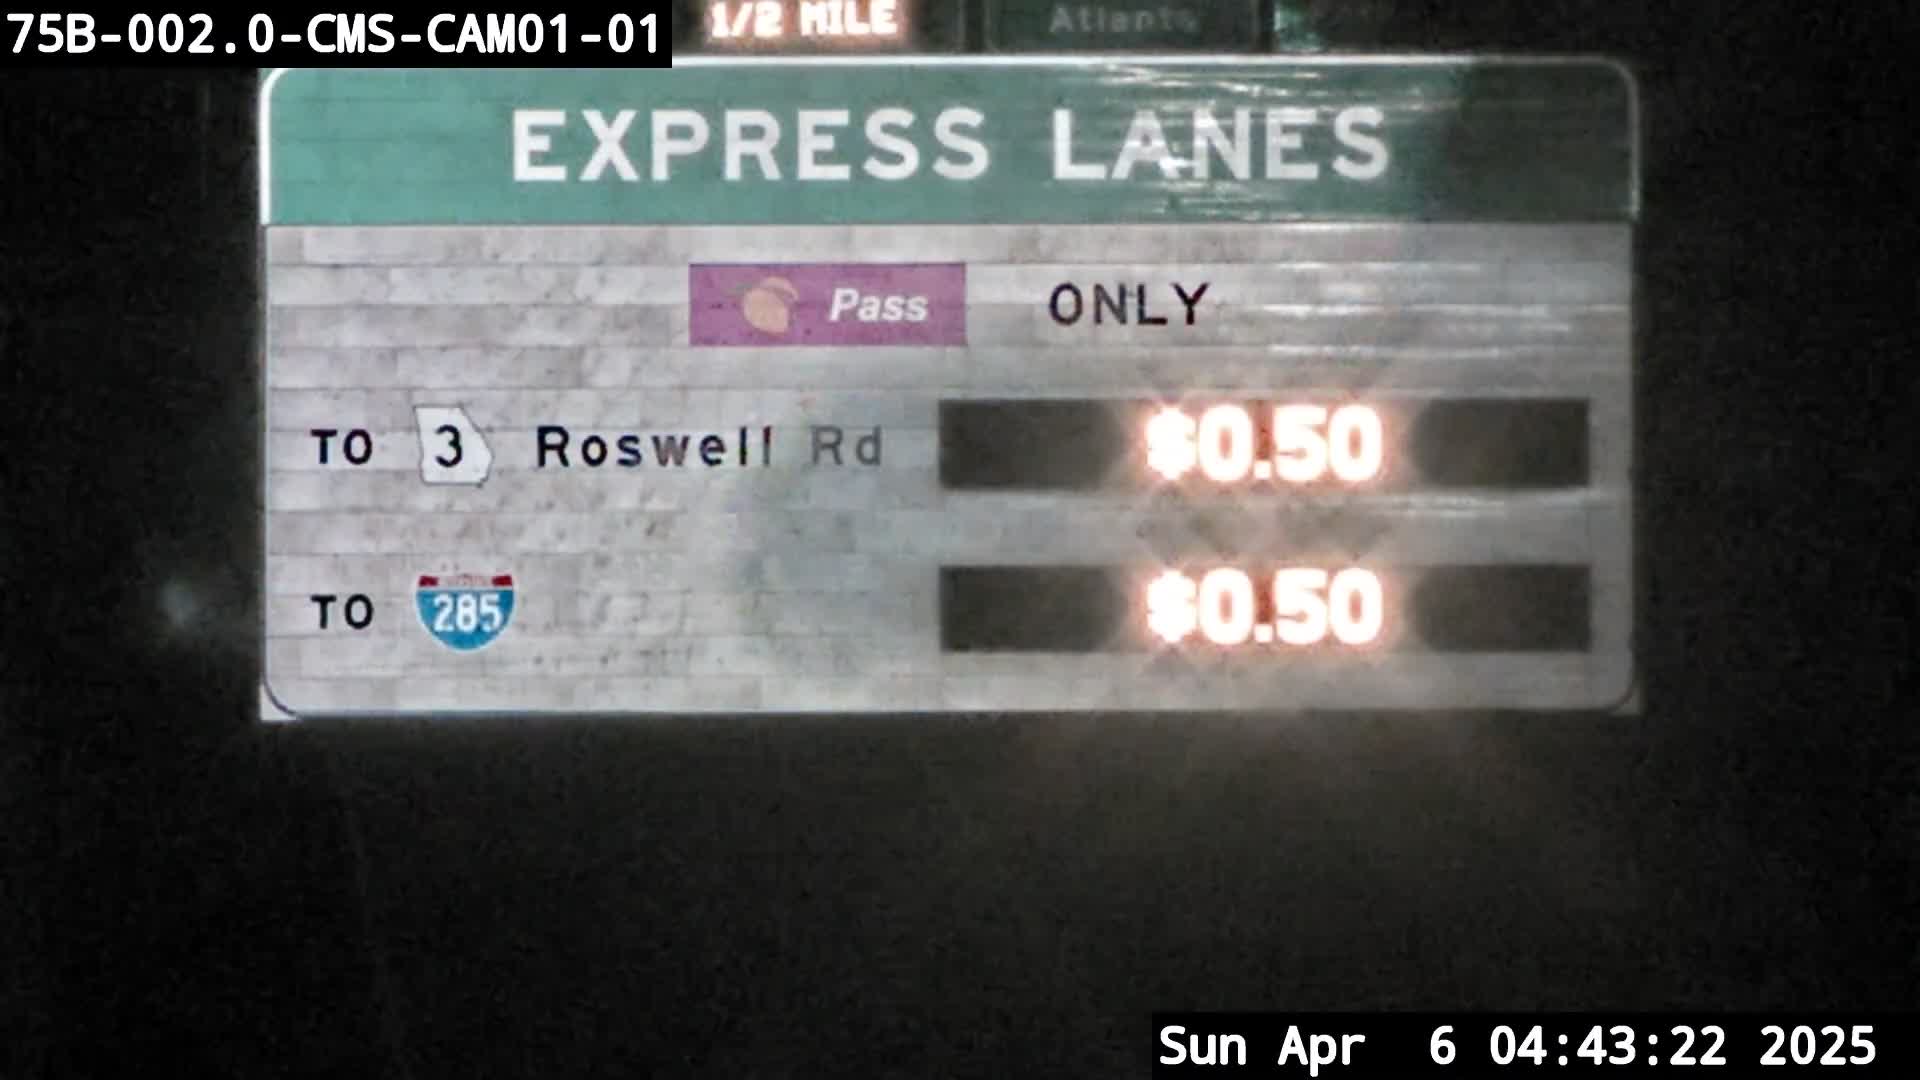 75B-002.0-CMS-CAM01-01
1/2 MILE
Atlanta
EXPRESS LANES
Pass ONLY
TO 3 Roswell Rd $0.50
TO 285 $0.50
Sun Apr 6 04:43:22 2025